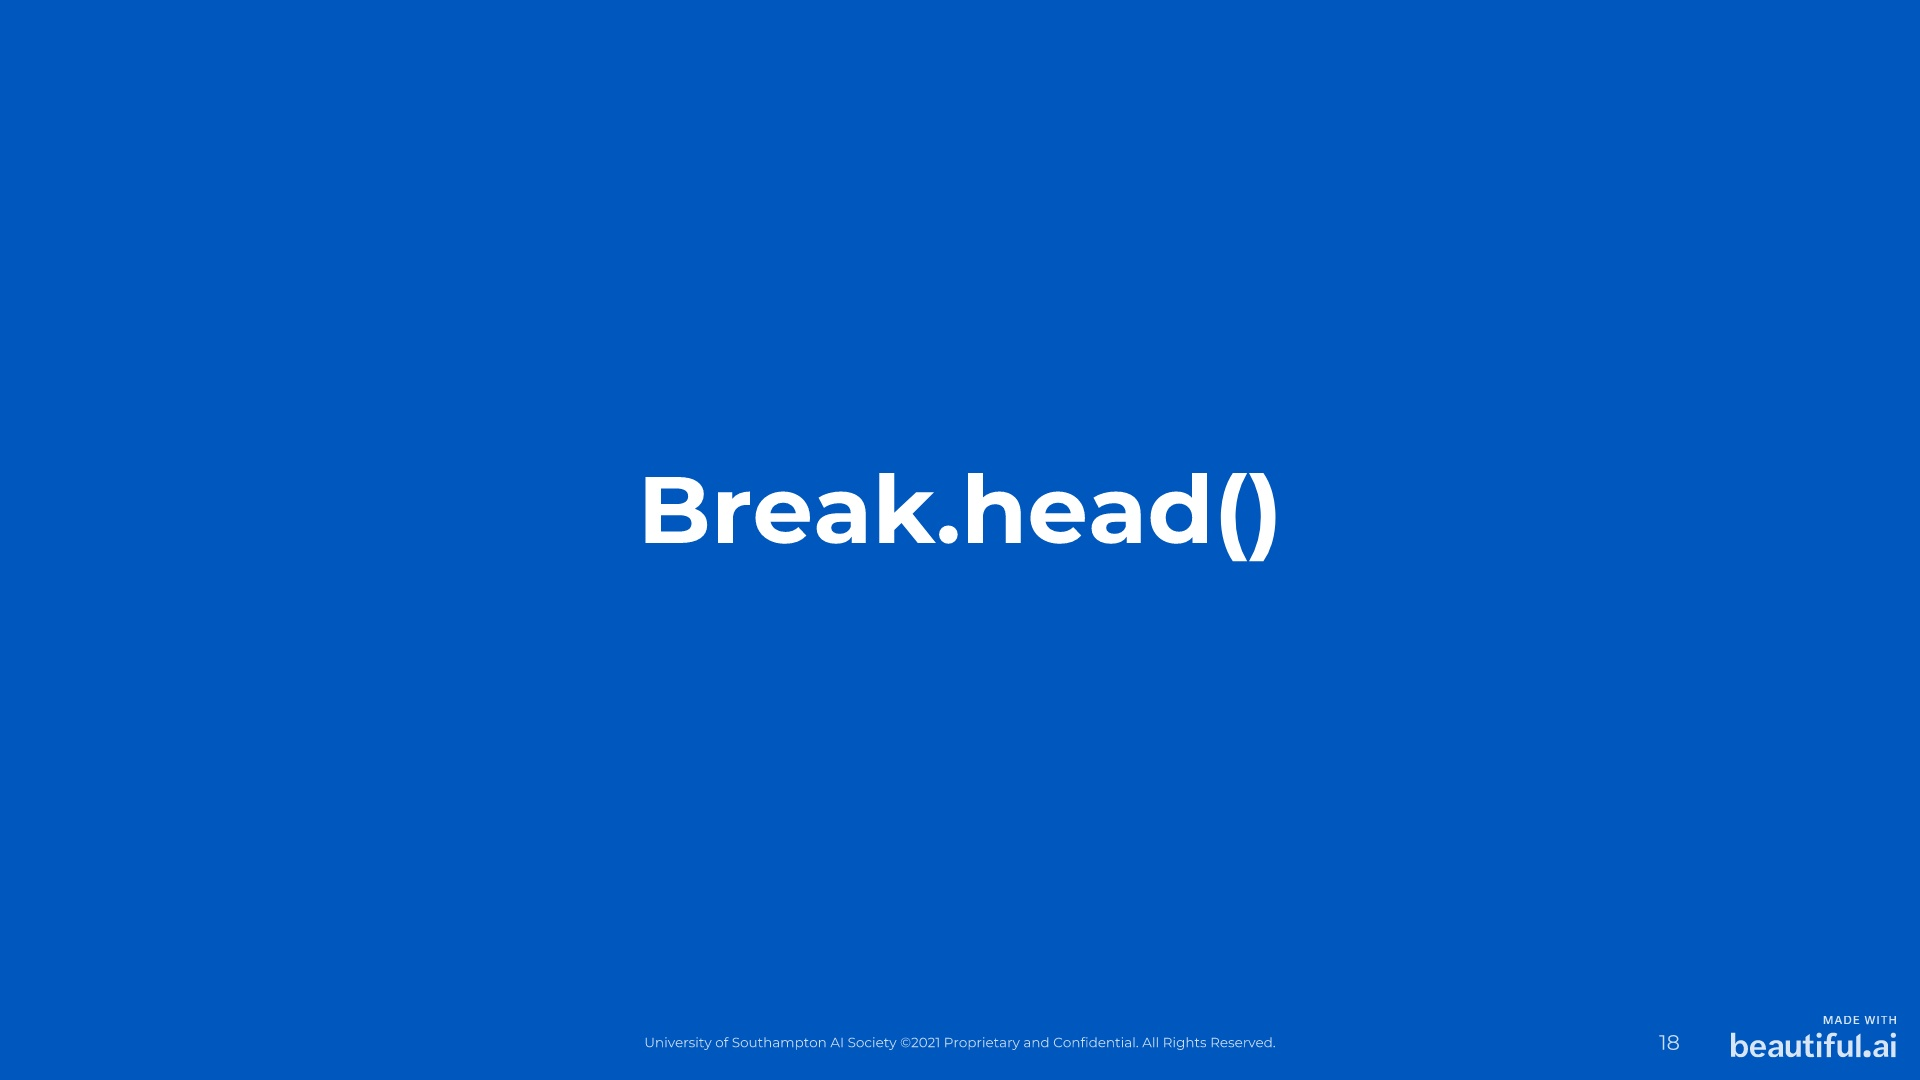 Break.head()
University of Southampton AI Society ©2021 Proprietary and Confidential. All Rights Reserved.
18
MADE WITH
beautiful.ai